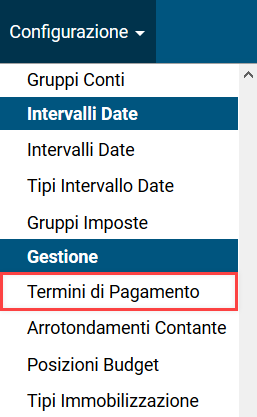 Configurazione
Gruppi Conti
Intervalli Date
Intervalli Date
Tipi Intervallo Date
Gruppi Imposte
Gestione
Termini di Pagamento
Arrotondamenti Contante
Posizioni Budget
Tipi Immobilizzazione